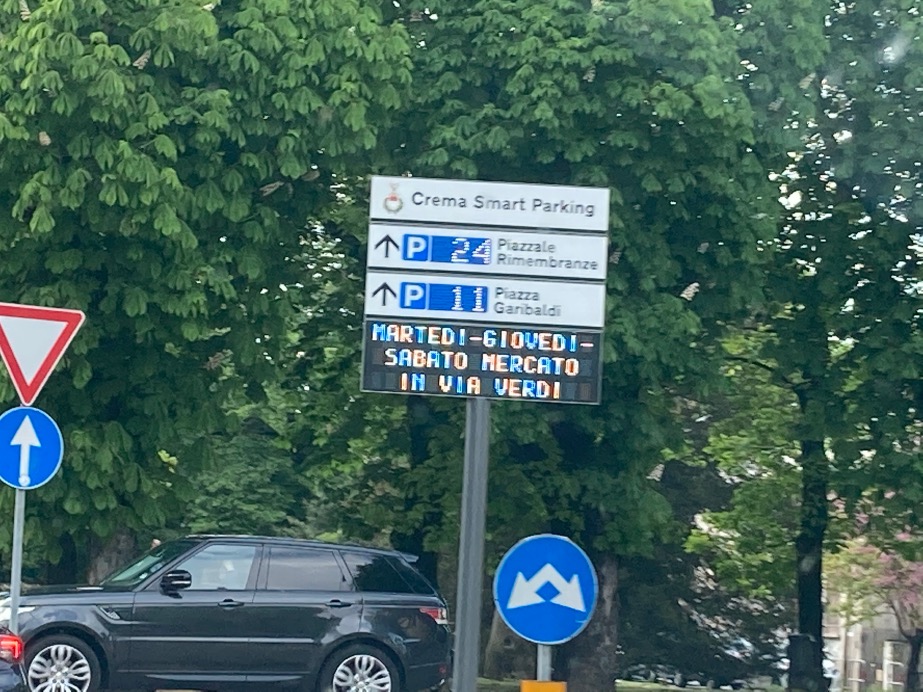 Crema Smart Parking
P 24 Piazzale
Rimembranze
P 11 Piazza
Garibaldi
MARTEDI-GIOVEDI-
SABATO MERCATO
IN VIA VERDI